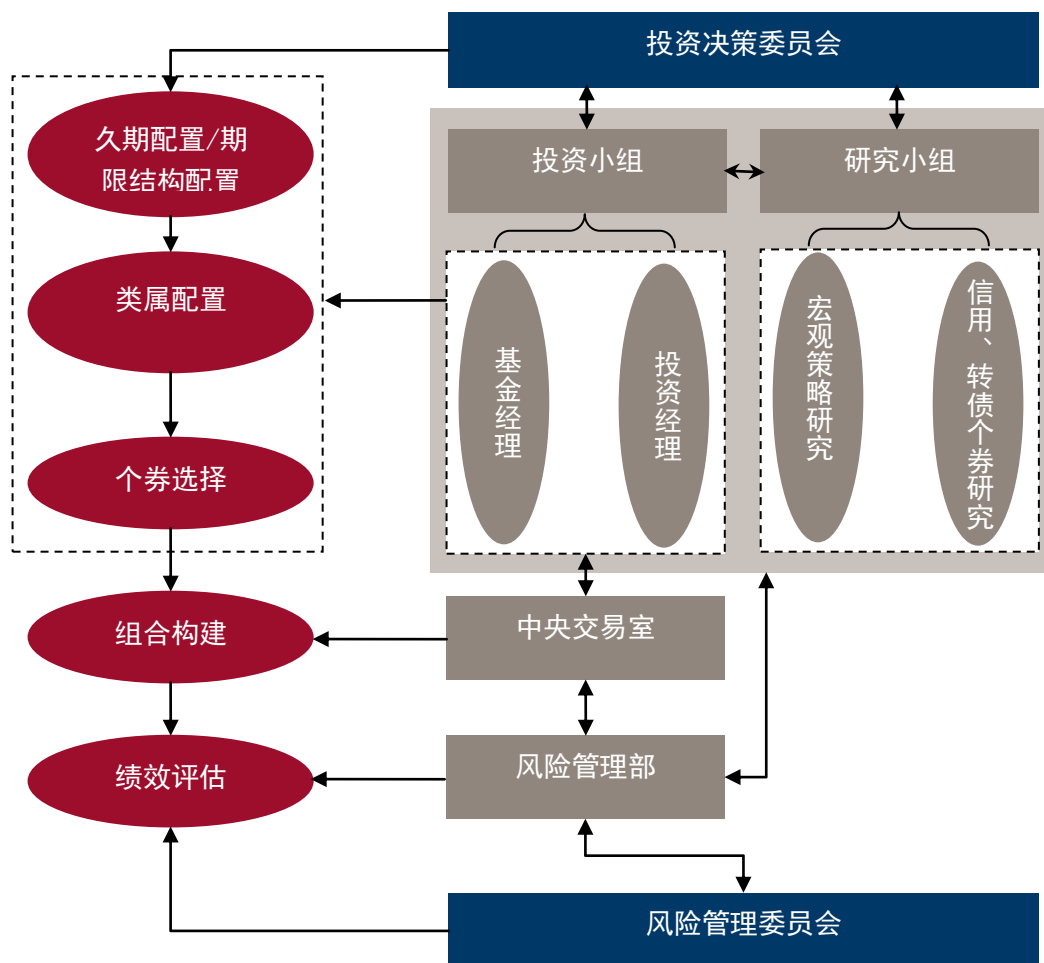 投资决策委员会
久期配置/期
限结构配置
投资小组
研究小组
类属配置
基金经理
投资经理
宏观策略研究
信用、转债个券研究
个券选择
组合构建
中央交易室
绩效评估
风险管理部
风险管理委员会